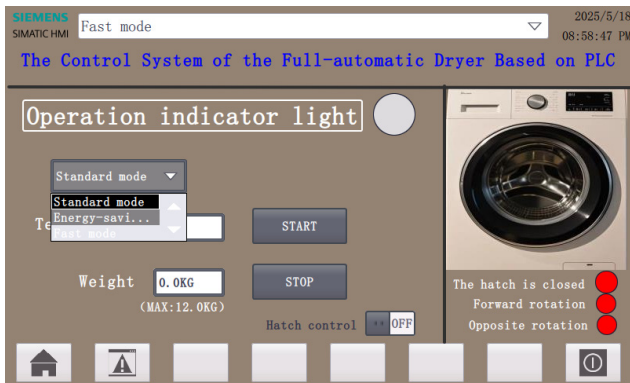 SIEMENS
SIMATIC HMI
Fast mode
2025/5/18
08:58:47 PM
The Control System of the Full-automatic Dryer Based on PLC
Operation indicator light
Standard mode
Standard mode
Energy-savi...
Fast mode
Te
START
Weight
0.0KG
STOP
(MAX:12.0KG)
Hatch control
OFF
The hatch is closed
Forward rotation
Opposite rotation